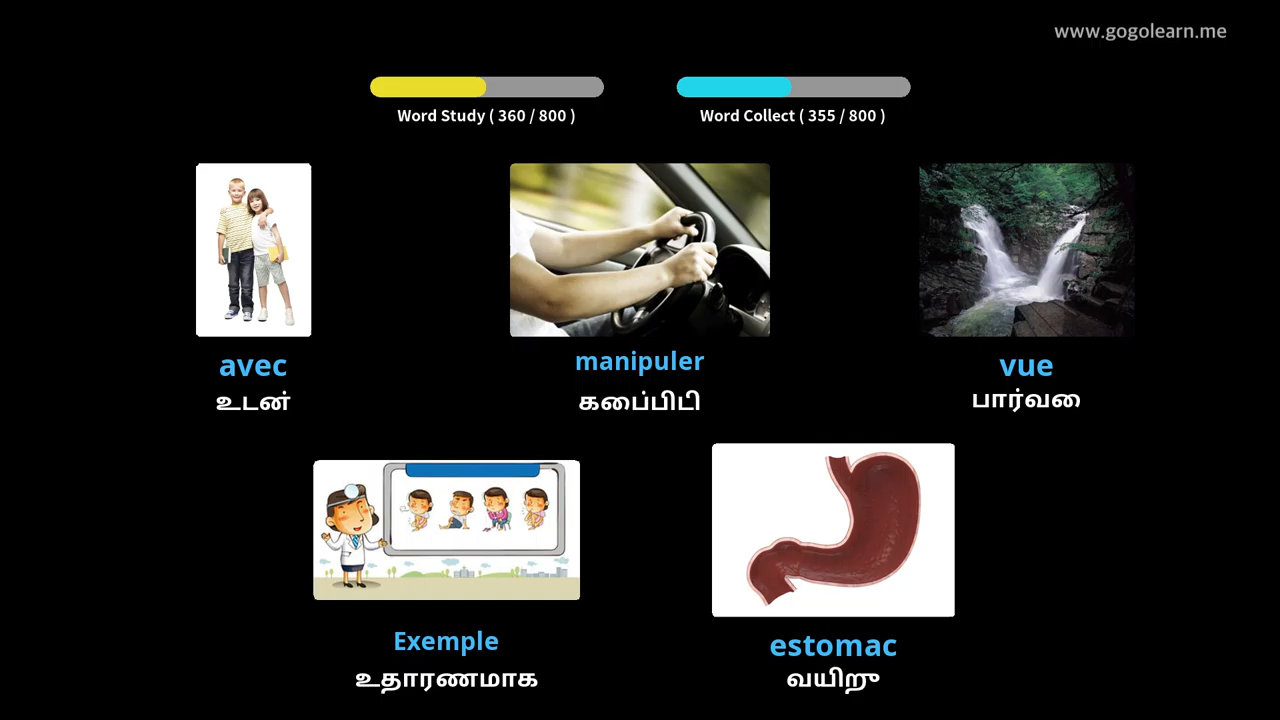 www.gogolearn.me
Word Study ( 360 / 800 )
Word Collect ( 355 / 800 )
avec
உடன்
manipuler
கைப்பிடி
vue
பார்வை
Exemple
உதாரணமாக
estomac
வயிறு